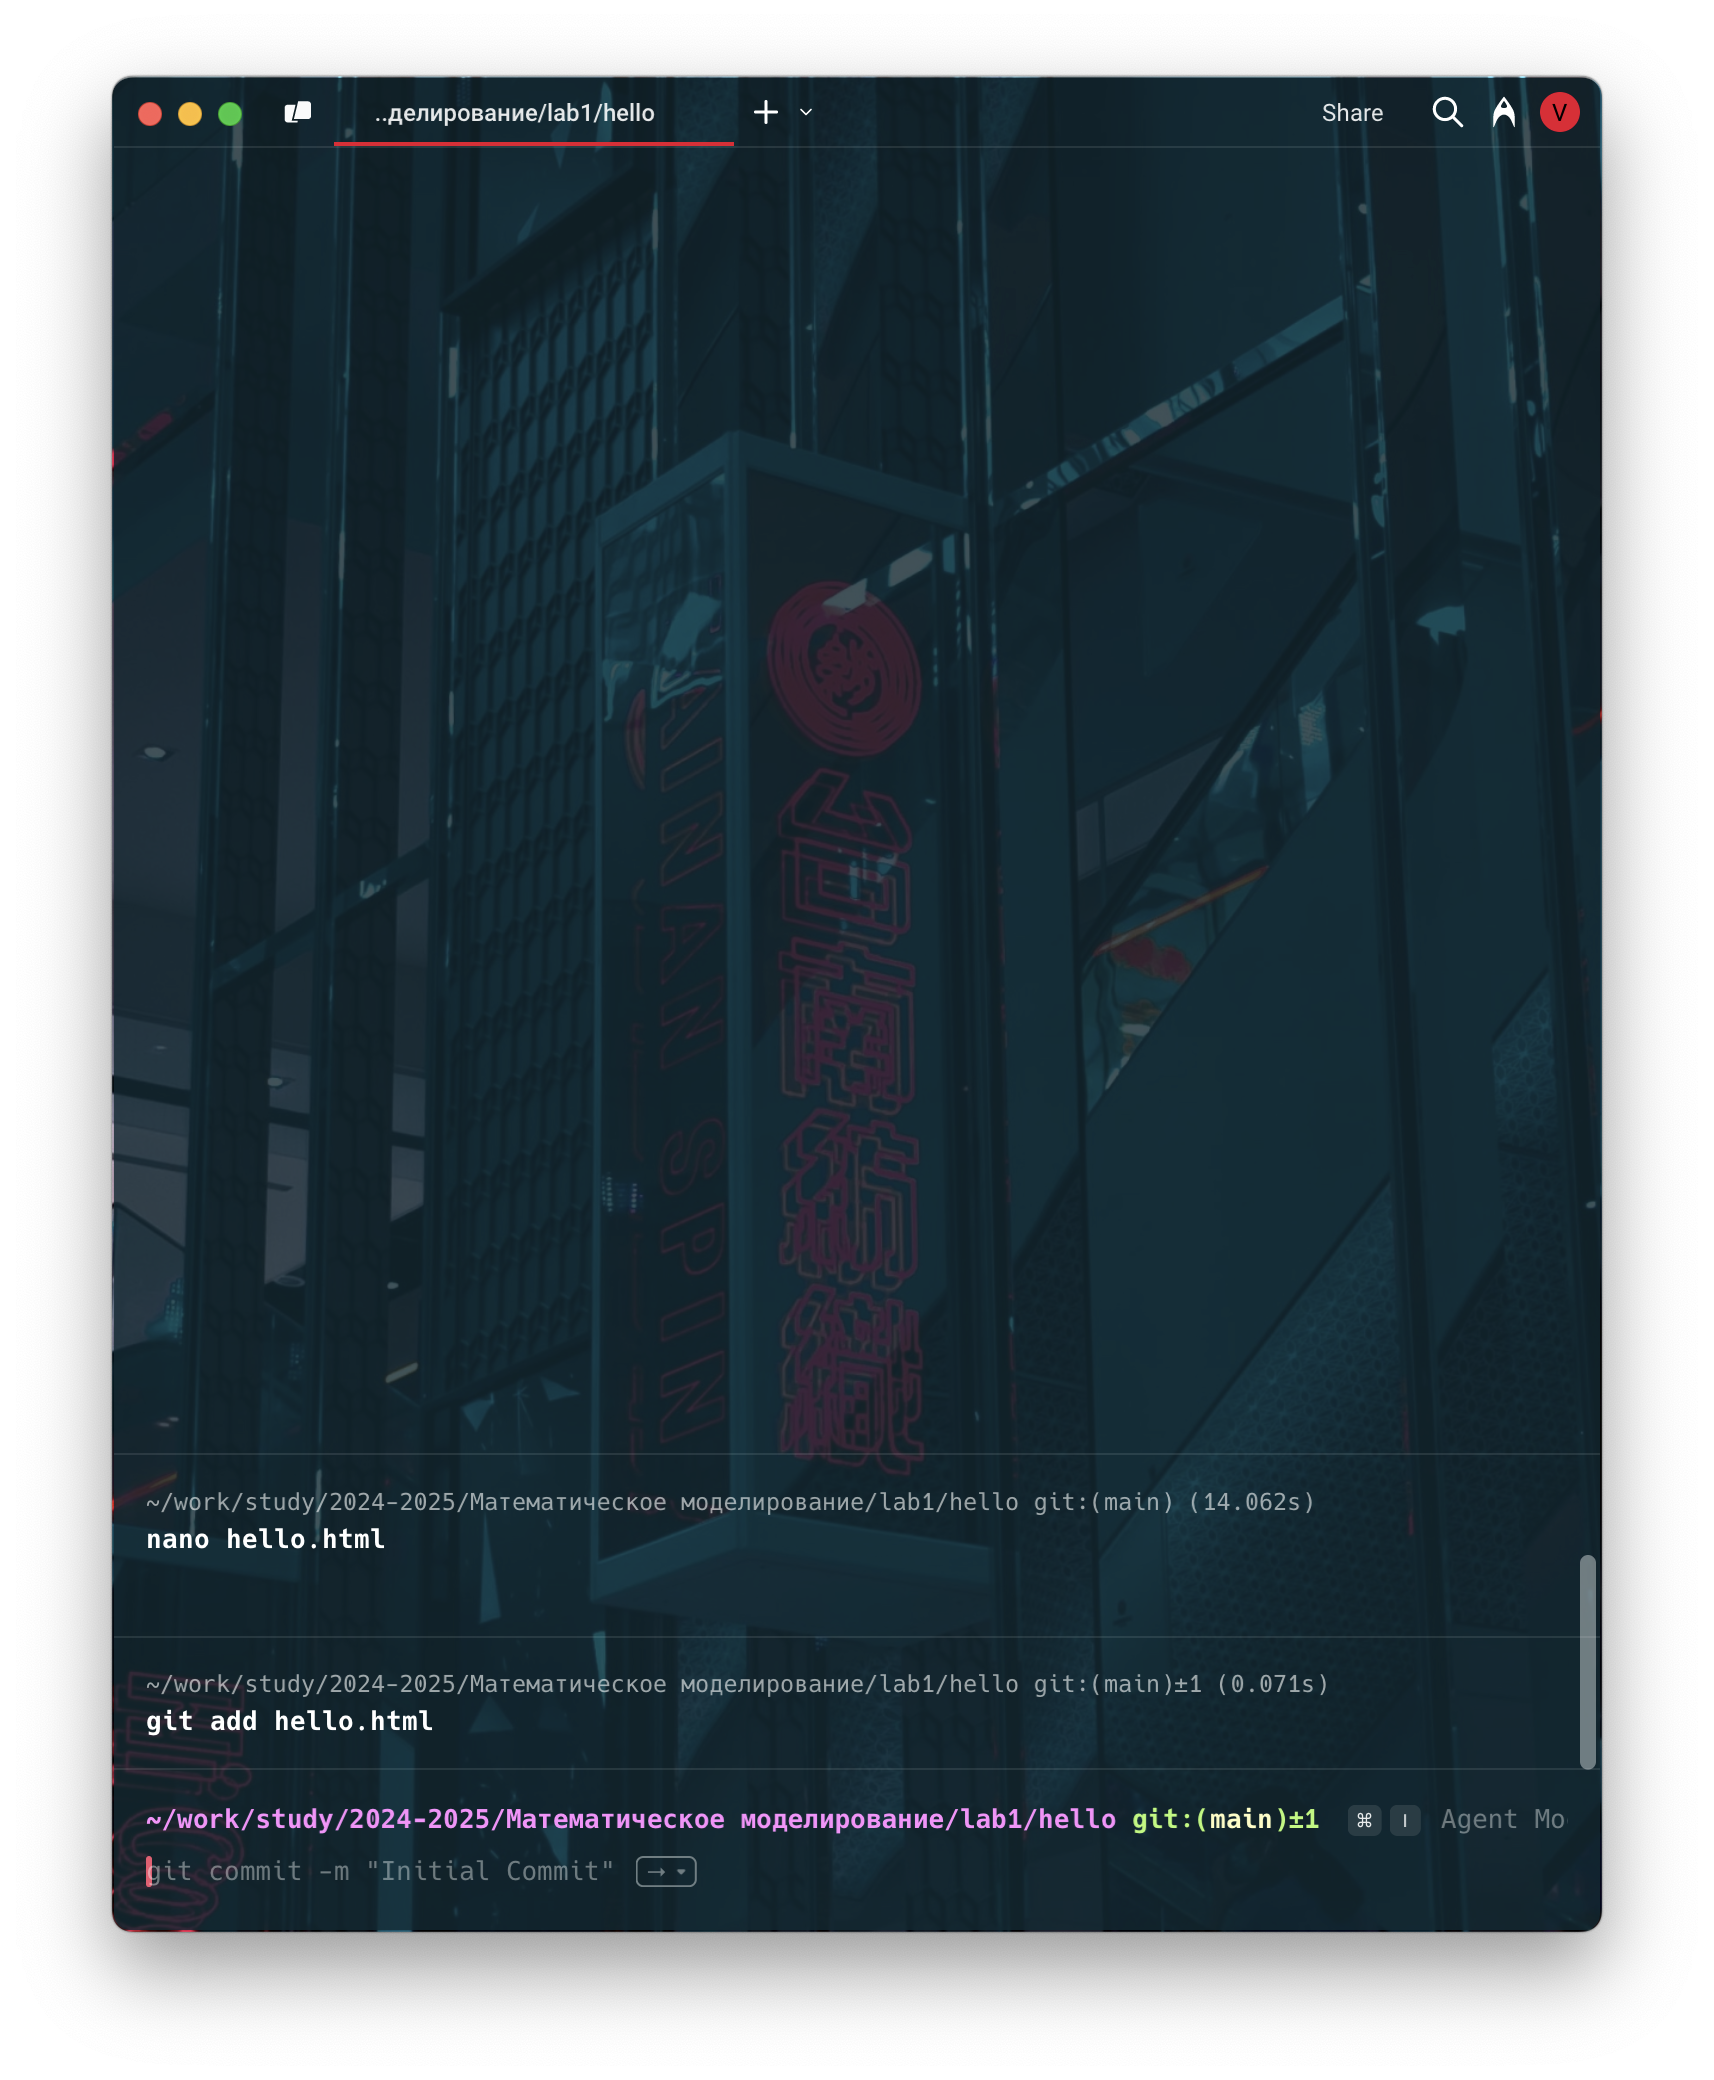 ..делирование/lab1/hello
Share
V
AINAN SPIN
~/work/study/2024-2025/Математическое моделирование/lab1/hello git:(main) (14.062s)
nano hello.html
~/work/study/2024-2025/Математическое моделирование/lab1/hello git:(main)±1 (0.071s)
git add hello.html
~/work/study/2024-2025/Математическое моделирование/lab1/hello git:(main)±1 ⌘ I Agent Mo
git commit -m "Initial Commit" →